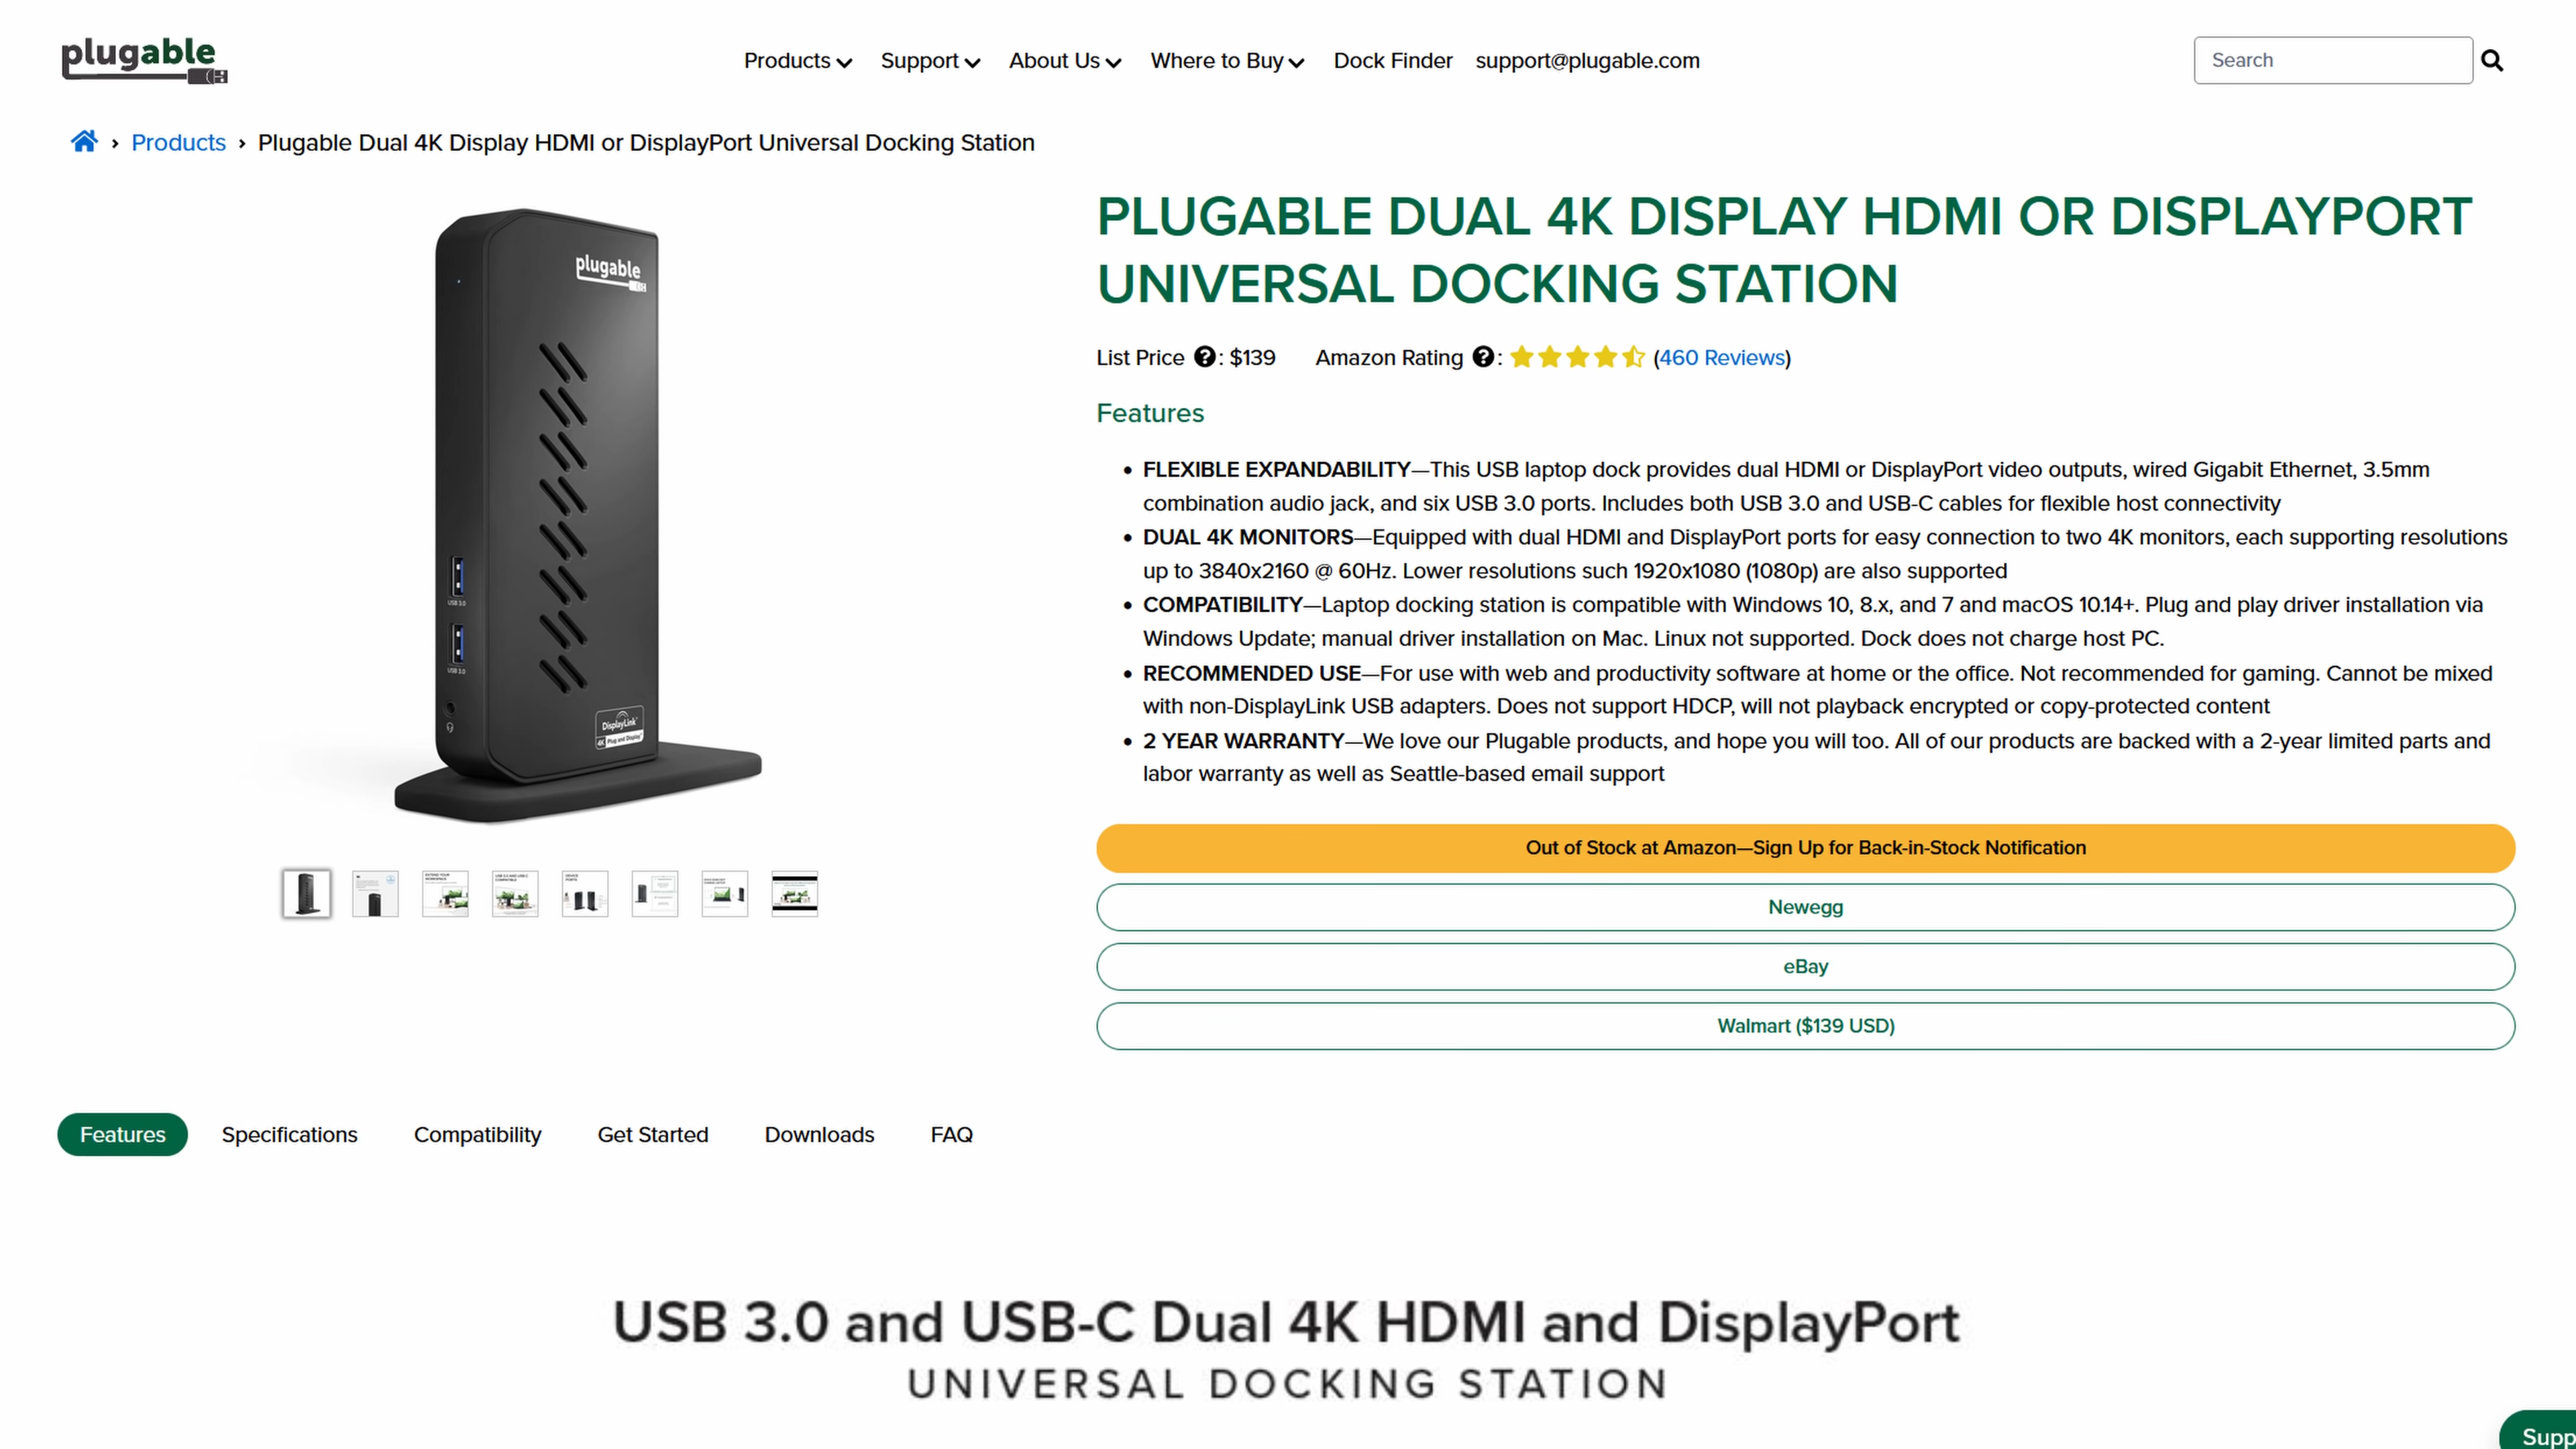 plugable
Products Support About Us Where to Buy Dock Finder support@plugable.com
Search
› Products › Plugable Dual 4K Display HDMI or DisplayPort Universal Docking Station
plugable
USB 3.0
USB 3.0
DisplayLink
4K Plug and Display
PLUGABLE DUAL 4K DISPLAY HDMI OR DISPLAYPORT
UNIVERSAL DOCKING STATION
List Price ?: $139 Amazon Rating ?: (460 Reviews)
Features
• FLEXIBLE EXPANDABILITY—This USB laptop dock provides dual HDMI or DisplayPort video outputs, wired Gigabit Ethernet, 3.5mm
combination audio jack, and six USB 3.0 ports. Includes both USB 3.0 and USB-C cables for flexible host connectivity
• DUAL 4K MONITORS—Equipped with dual HDMI and DisplayPort ports for easy connection to two 4K monitors, each supporting resolutions
up to 3840x2160 @ 60Hz. Lower resolutions such 1920x1080 (1080p) are also supported
• COMPATIBILITY—Laptop docking station is compatible with Windows 10, 8.x, and 7 and macOS 10.14+. Plug and play driver installation via
Windows Update; manual driver installation on Mac. Linux not supported. Dock does not charge host PC.
• RECOMMENDED USE—For use with web and productivity software at home or the office. Not recommended for gaming. Cannot be mixed
with non-DisplayLink USB adapters. Does not support HDCP, will not playback encrypted or copy-protected content
• 2 YEAR WARRANTY—We love our Plugable products, and hope you will too. All of our products are backed with a 2-year limited parts and
labor warranty as well as Seattle-based email support
Out of Stock at Amazon—Sign Up for Back-in-Stock Notification
Newegg
eBay
Walmart ($139 USD)
Features Specifications Compatibility Get Started Downloads FAQ
USB 3.0 and USB-C Dual 4K HDMI and DisplayPort
UNIVERSAL DOCKING STATION
Supp